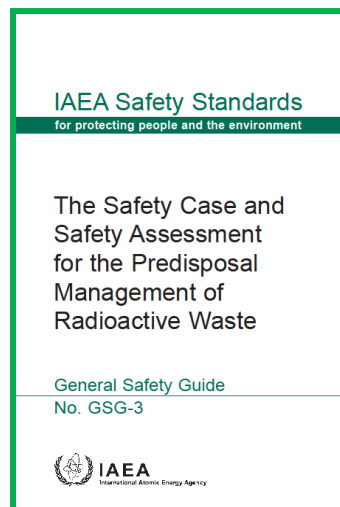 IAEA Safety Standards
for protecting people and the environment
The Safety Case and
Safety Assessment
for the Predisposal
Management of
Radioactive Waste
General Safety Guide
No. GSG-3
IAEA
International Atomic Energy Agency